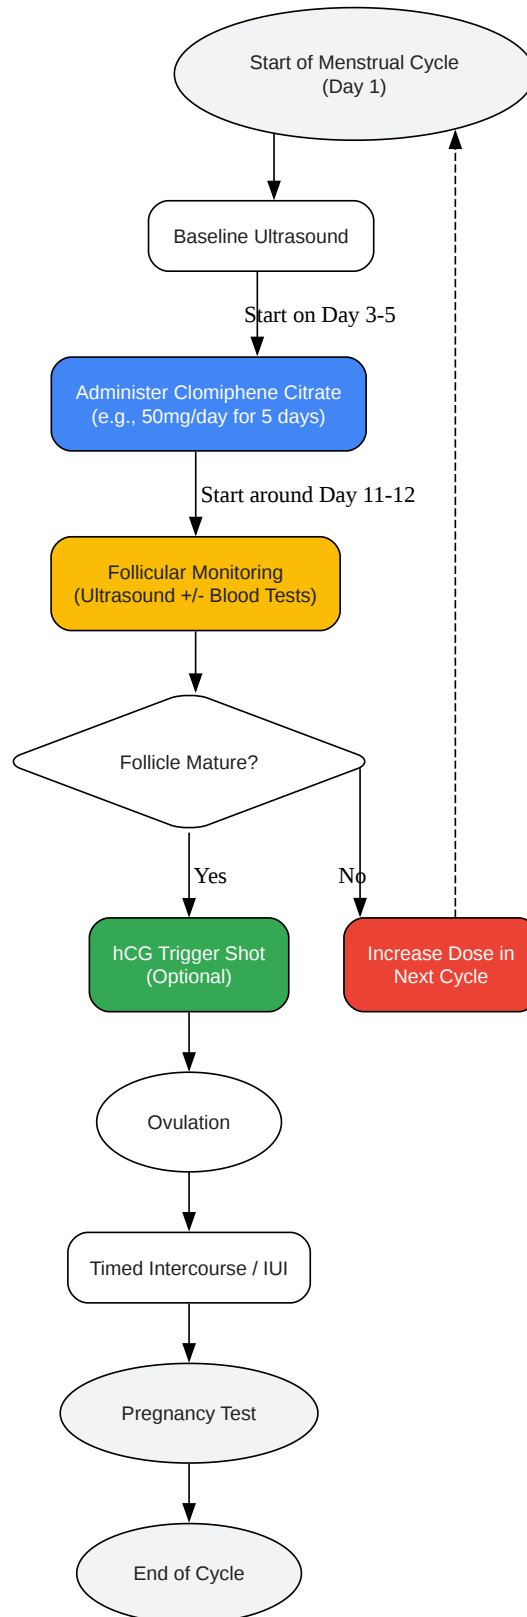 Start of Menstrual Cycle
(Day 1)
Baseline Ultrasound
Start on Day 3-5
Administer Clomiphene Citrate
(e.g., 50mg/day for 5 days)
Start around Day 11-12
Follicular Monitoring
(Ultrasound +/- Blood Tests)
Follicle Mature?
Yes
No
hCG Trigger Shot
(Optional)
Increase Dose in
Next Cycle
Ovulation
Timed Intercourse / IUI
Pregnancy Test
End of Cycle